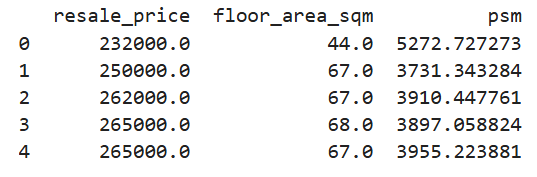 resale_price floor_area_sqm psm
0 232000.0 44.0 5272.727273
1 250000.0 67.0 3731.343284
2 262000.0 67.0 3910.447761
3 265000.0 68.0 3897.058824
4 265000.0 67.0 3955.223881